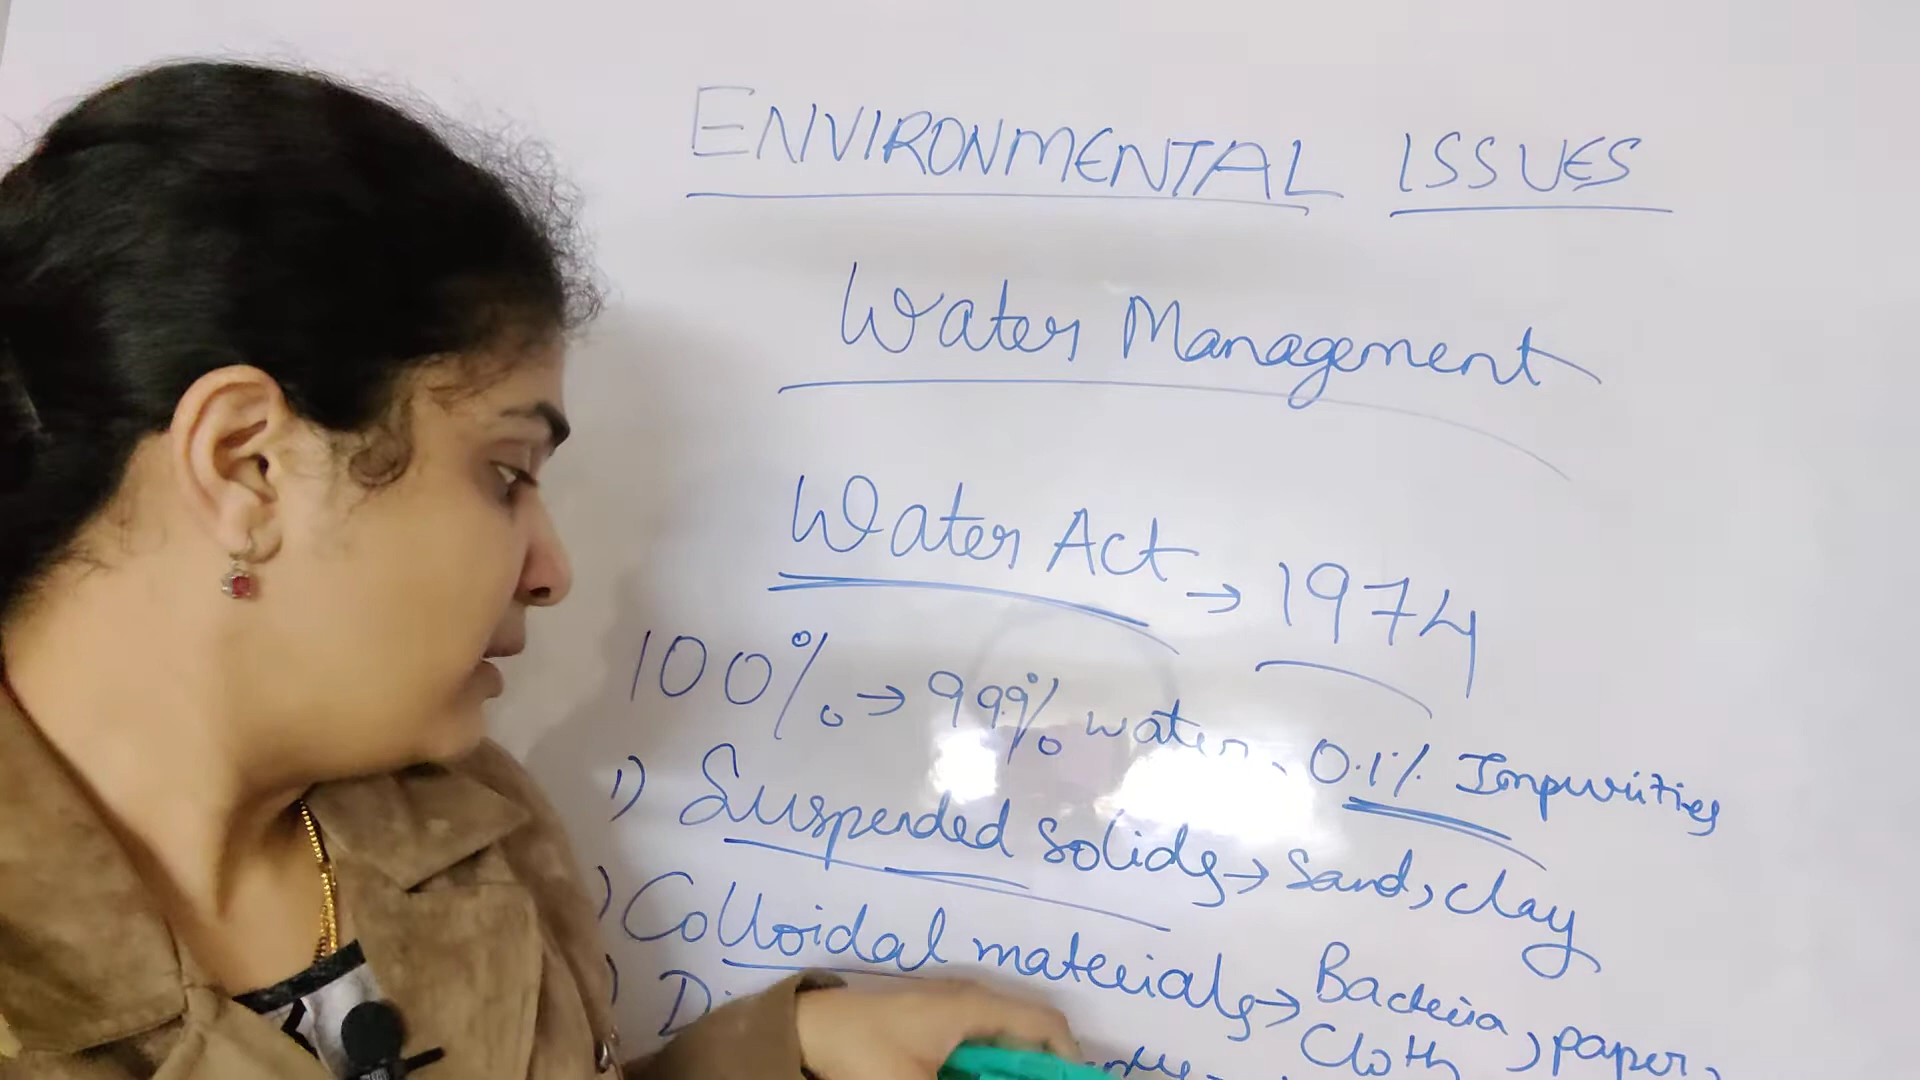 ENVIRONMENTAL ISSUES
Water Management
Water Act → 1974
100% → 99.9% water. 0.1% Impurities
1) Suspended solids → Sand, clay
) Colloidal materials → Bacteria, paper,
Cloth